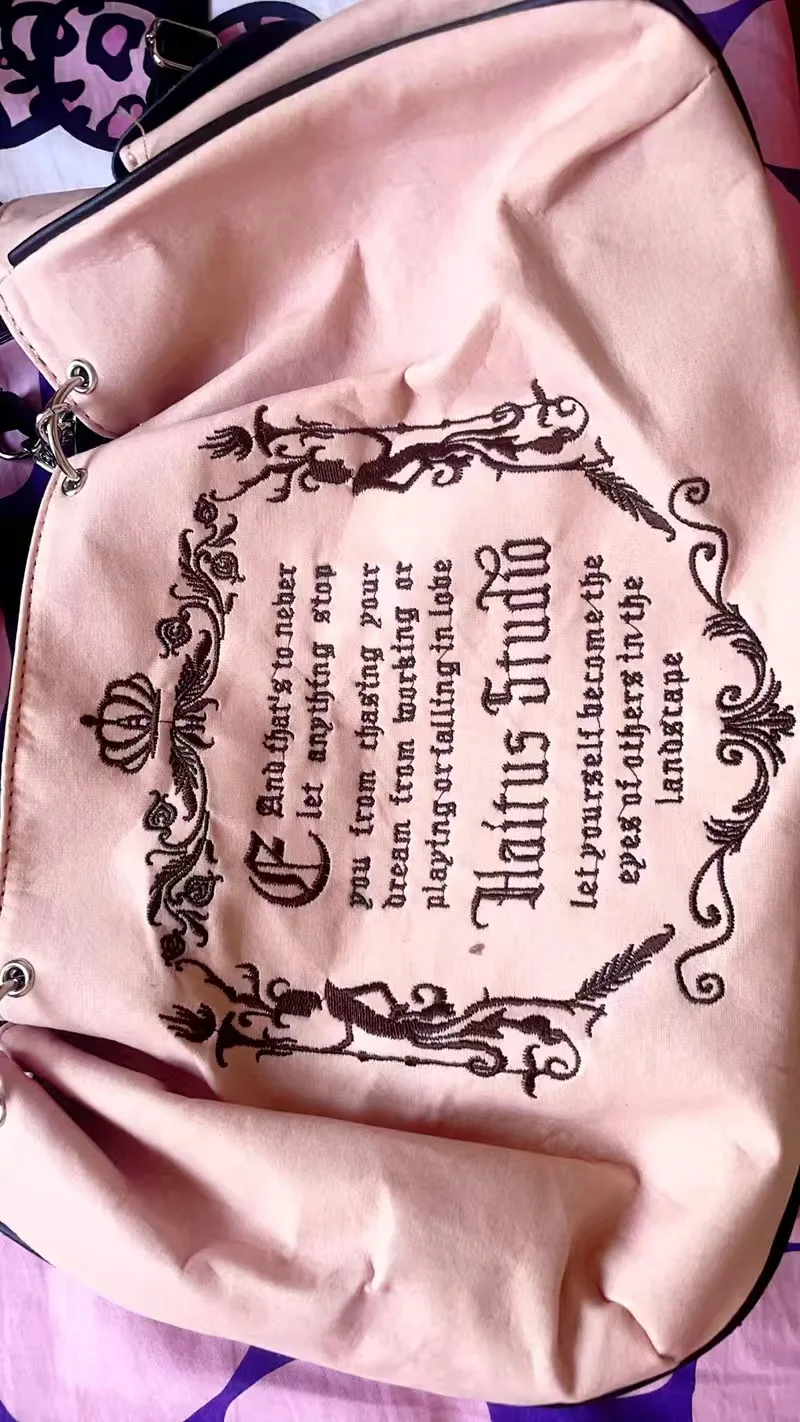 E And that's to never
let anything stop
you from chasing your
dream from working or
playing or falling in love
Haitus Studio
let yourself become the
eyes of others in the
landscape